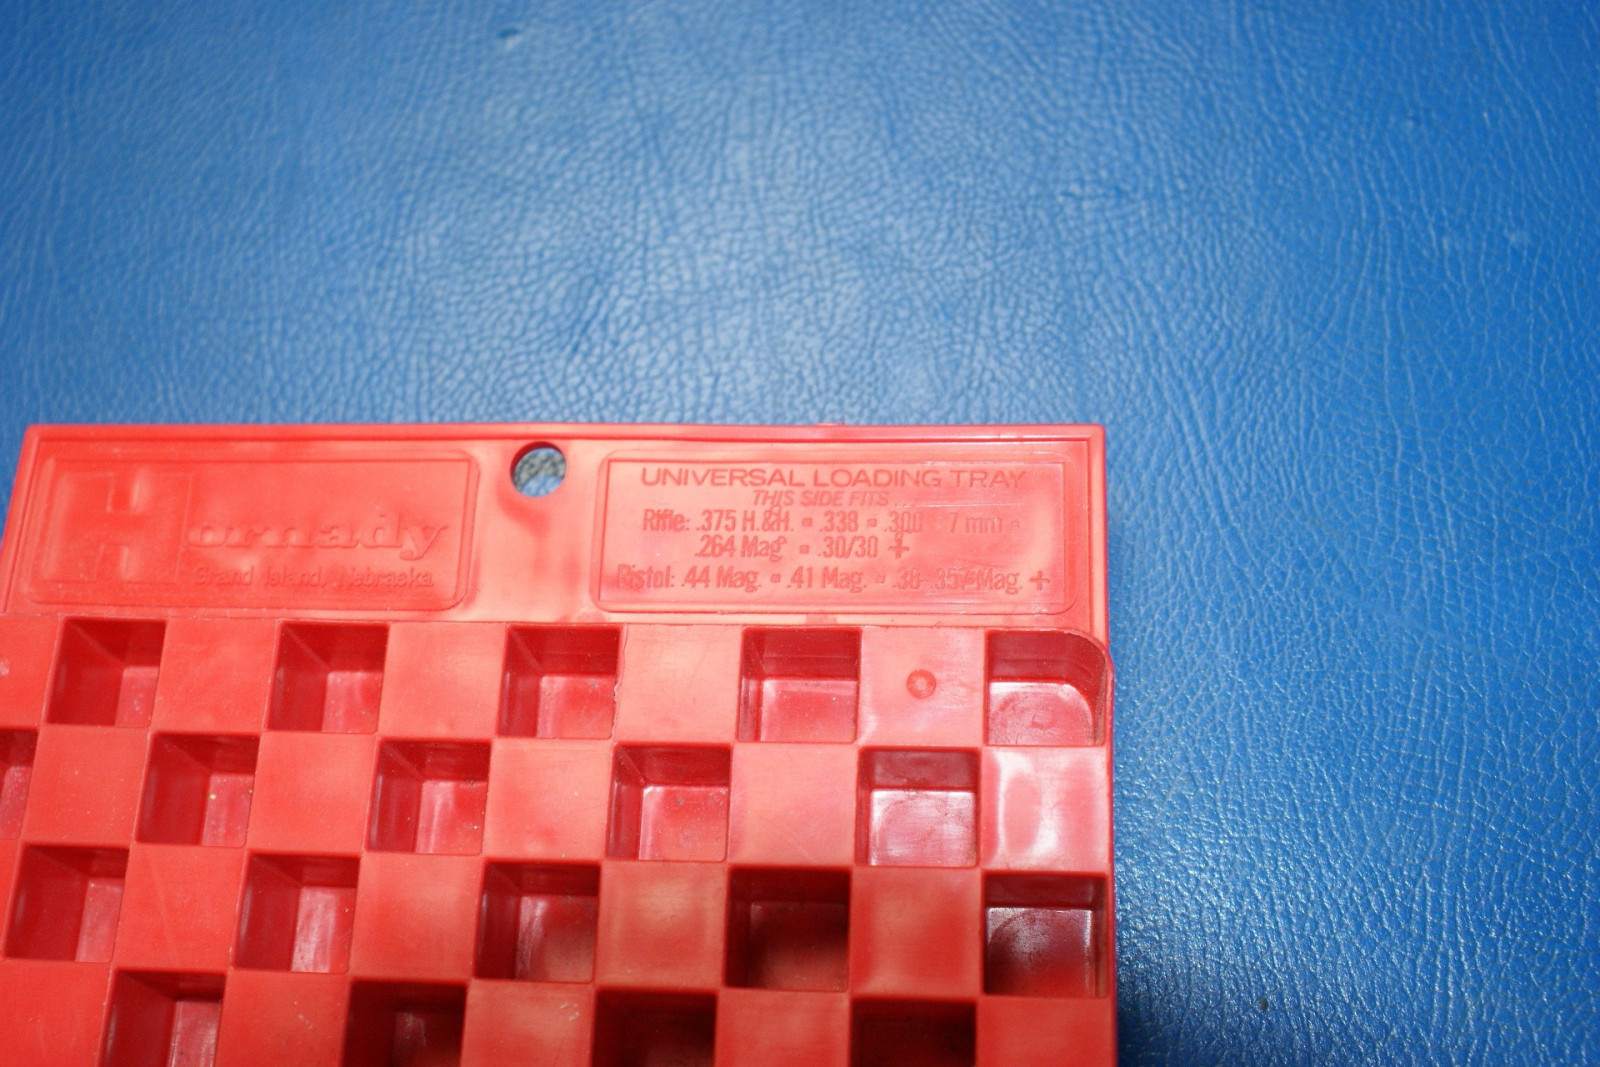 Hornady
Grand Island, Nebraska
UNIVERSAL LOADING TRAY
THIS SIDE FITS...
Rifle: .375 H.&H. ▪ .338 ▪ .300 ▪ 7 mm ▪
.264 Mag. ▪ .30/30 +
Pistol: .44 Mag. ▪ .41 Mag. ▪ .38-.357 Mag. +